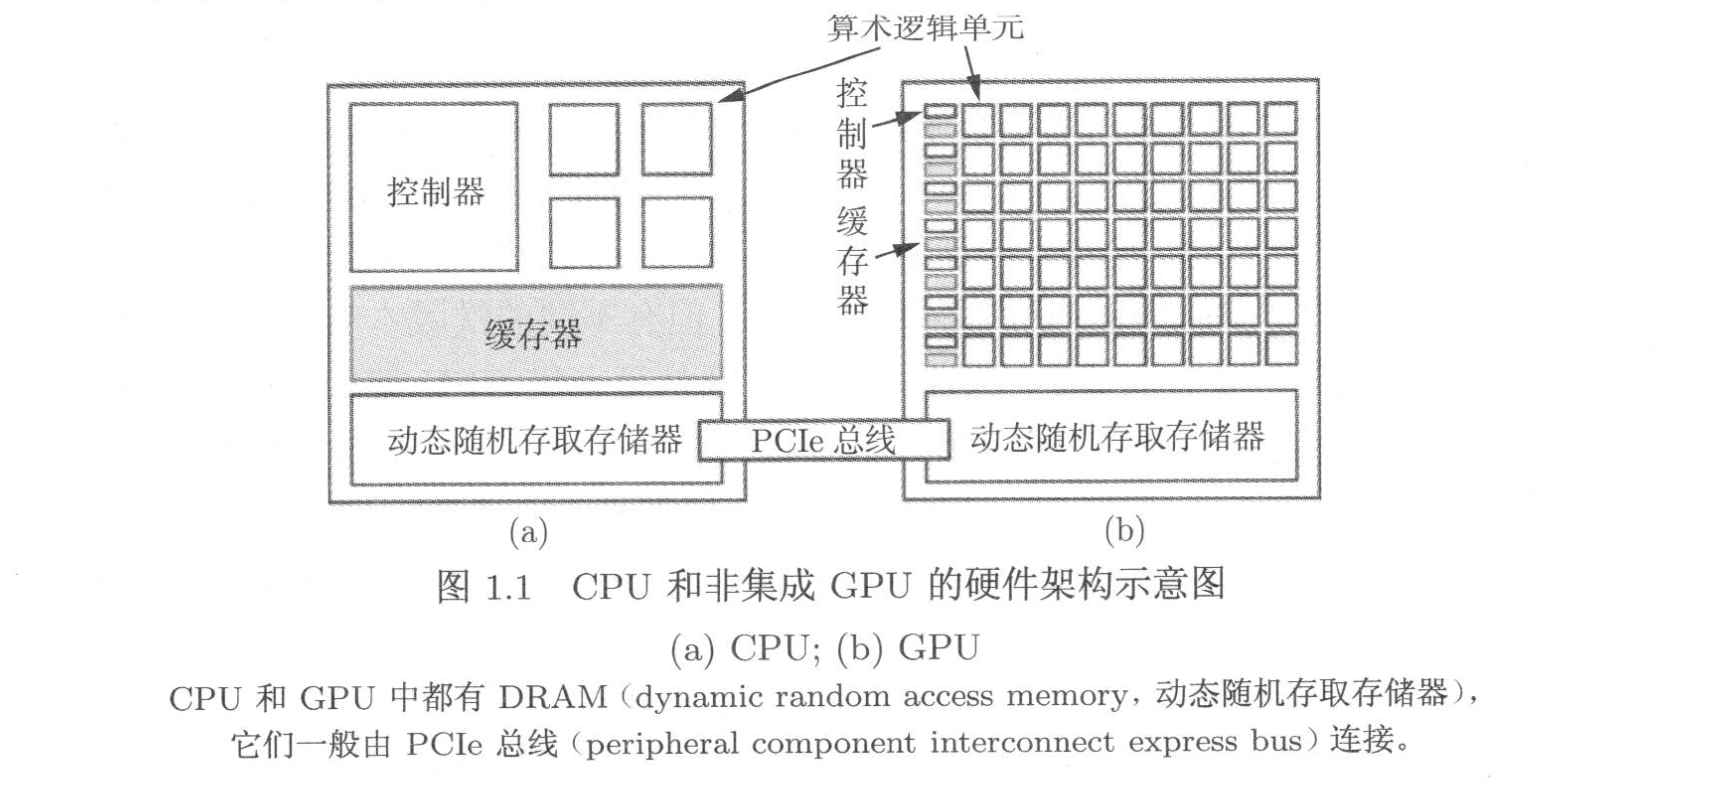 算术逻辑单元
控制器
缓存器
控制器
缓存器
动态随机存取存储器
PCIe 总线
动态随机存取存储器
(a)
(b)
图 1.1 CPU 和非集成 GPU 的硬件架构示意图
(a) CPU; (b) GPU
CPU 和 GPU 中都有 DRAM（dynamic random access memory，动态随机存取存储器），
它们一般由 PCIe 总线（peripheral component interconnect express bus）连接。